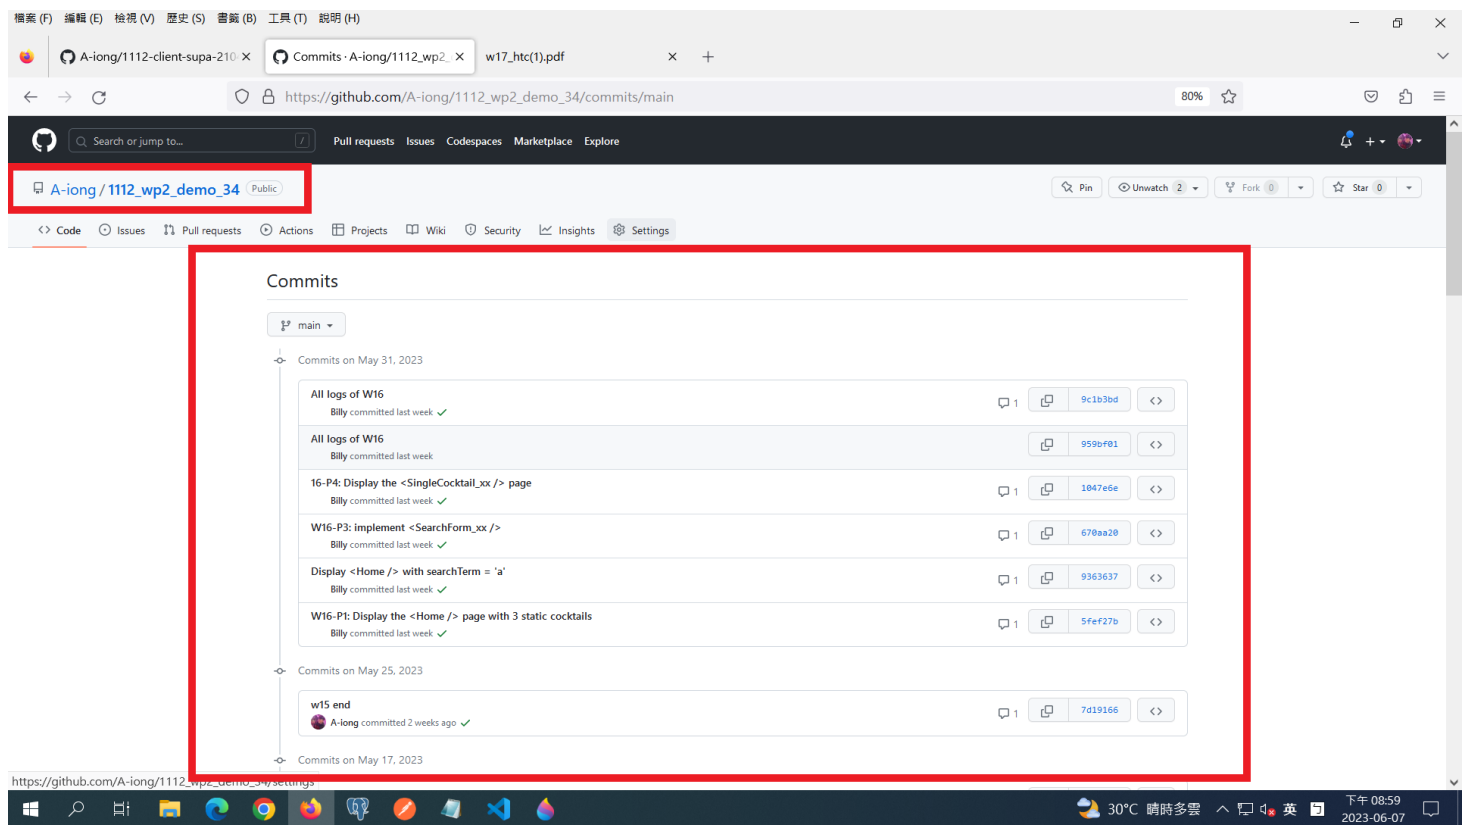 檔案 (F) 編輯 (E) 檢視 (V) 歷史 (S) 書籤 (B) 工具 (T) 說明 (H)
A-iong/1112-client-supa-210 Commits · A-iong/1112_wp2_ w17_htc(1).pdf
https://github.com/A-iong/1112_wp2_demo_34/commits/main 80%
Search or jump to... / Pull requests Issues Codespaces Marketplace Explore
A-iong / 1112_wp2_demo_34 Public Pin Unwatch 2 Fork 0 Star 0
Code Issues Pull requests Actions Projects Wiki Security Insights Settings
Commits
main
Commits on May 31, 2023
All logs of W16
Billy committed last week 1 9c1b3bd
All logs of W16
Billy committed last week 959bf01
16-P4: Display the <SingleCocktail_xx /> page
Billy committed last week 1 1047e6e
W16-P3: implement <SearchForm_xx />
Billy committed last week 1 670aa20
Display <Home /> with searchTerm = 'a'
Billy committed last week 1 9363637
W16-P1: Display the <Home /> page with 3 static cocktails
Billy committed last week 1 5fef27b
Commits on May 25, 2023
w15 end
A-iong committed 2 weeks ago 1 7d19166
Commits on May 17, 2023
https://github.com/A-iong/1112_wp2_demo_34/settings
30°C 晴時多雲 英 下午 08:59
2023-06-07